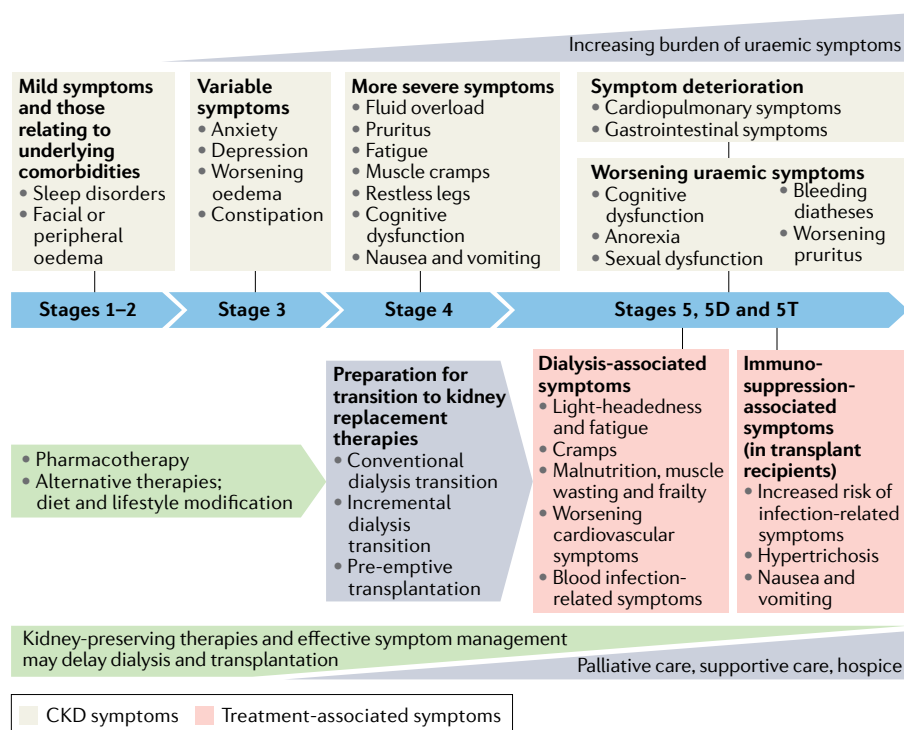 Increasing burden of uraemic symptoms
Mild symptoms
and those
relating to
underlying
comorbidities
• Sleep disorders
• Facial or
peripheral
oedema
Variable
symptoms
• Anxiety
• Depression
• Worsening
oedema
• Constipation
More severe symptoms
• Fluid overload
• Pruritus
• Fatigue
• Muscle cramps
• Restless legs
• Cognitive
dysfunction
• Nausea and vomiting
Symptom deterioration
• Cardiopulmonary symptoms
• Gastrointestinal symptoms
Worsening uraemic symptoms
• Cognitive
dysfunction
• Anorexia
• Sexual dysfunction
• Bleeding
diatheses
• Worsening
pruritus
Stages 1–2
Stage 3
Stage 4
Stages 5, 5D and 5T
• Pharmacotherapy
• Alternative therapies;
diet and lifestyle modification
Preparation for
transition to kidney
replacement
therapies
• Conventional
dialysis transition
• Incremental
dialysis
transition
• Pre-emptive
transplantation
Dialysis-associated
symptoms
• Light-headedness
and fatigue
• Cramps
• Malnutrition, muscle
wasting and frailty
• Worsening
cardiovascular
symptoms
• Blood infection-
related symptoms
Immuno-
suppression-
associated
symptoms
(in transplant
recipients)
• Increased risk of
infection-related
symptoms
• Hypertrichosis
• Nausea and
vomiting
Kidney-preserving therapies and effective symptom management
may delay dialysis and transplantation
Palliative care, supportive care, hospice
CKD symptoms
Treatment-associated symptoms